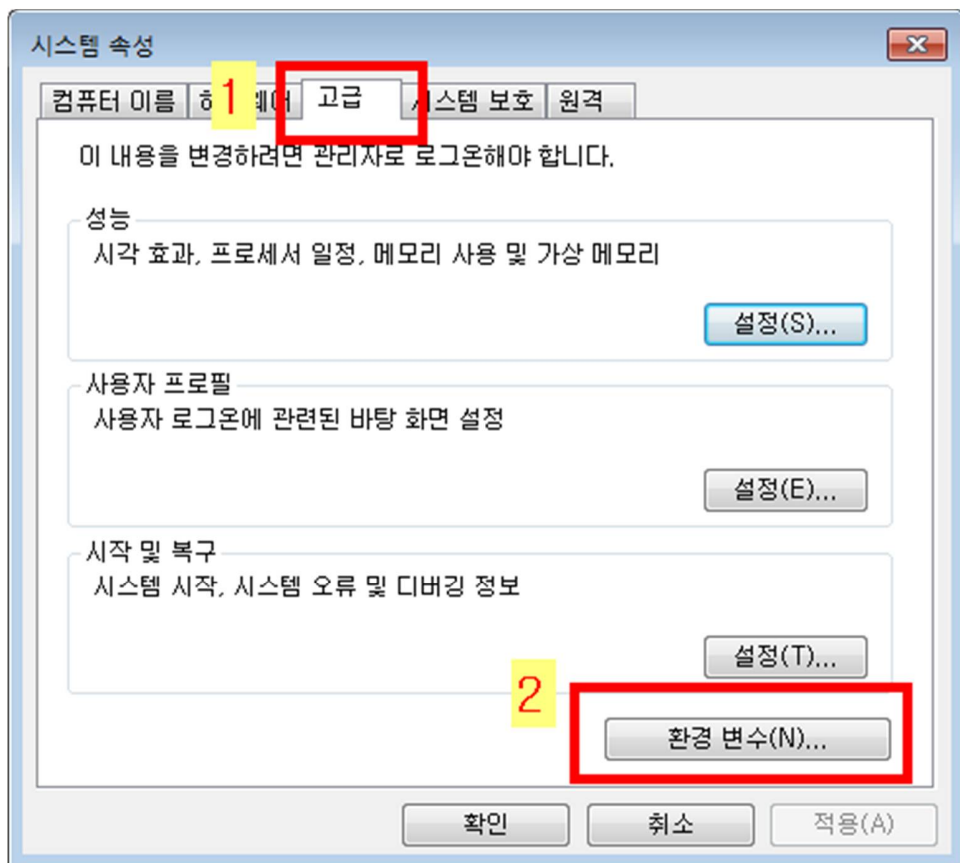 시스템 속성
컴퓨터 이름 1 고급 시스템 보호 원격
이 내용을 변경하려면 관리자로 로그온해야 합니다.
성능
시각 효과, 프로세서 일정, 메모리 사용 및 가상 메모리
설정(S)...
사용자 프로필
사용자 로그온에 관련된 바탕 화면 설정
설정(E)...
시작 및 복구
시스템 시작, 시스템 오류 및 디버깅 정보
설정(T)...
2
환경 변수(N)...
확인 취소 적용(A)